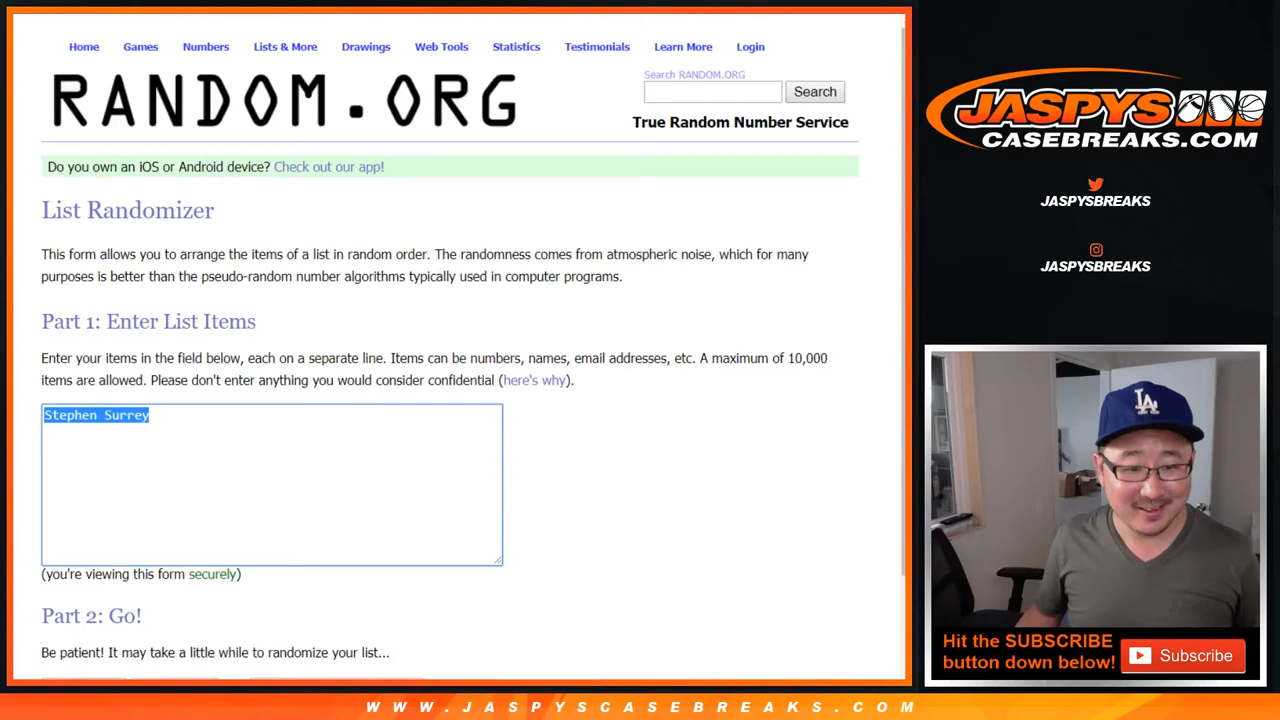 Home Games Numbers Lists & More Drawings Web Tools Statistics Testimonials Learn More Login
RANDOM.ORG
Search RANDOM.ORG
Search
True Random Number Service
Do you own an iOS or Android device? Check out our app!
List Randomizer
This form allows you to arrange the items of a list in random order. The randomness comes from atmospheric noise, which for many
purposes is better than the pseudo-random number algorithms typically used in computer programs.
Part 1: Enter List Items
Enter your items in the field below, each on a separate line. Items can be numbers, names, email addresses, etc. A maximum of 10,000
items are allowed. Please don't enter anything you would consider confidential (here's why).
Stephen Surrey
(you're viewing this form securely)
Part 2: Go!
Be patient! It may take a little while to randomize your list...
JASPYS
CASEBREAKS.COM
JASPYSBREAKS
JASPYSBREAKS
LA
Hit the SUBSCRIBE
button down below!
Subscribe
WWW.JASPYSCASEBREAKS.COM